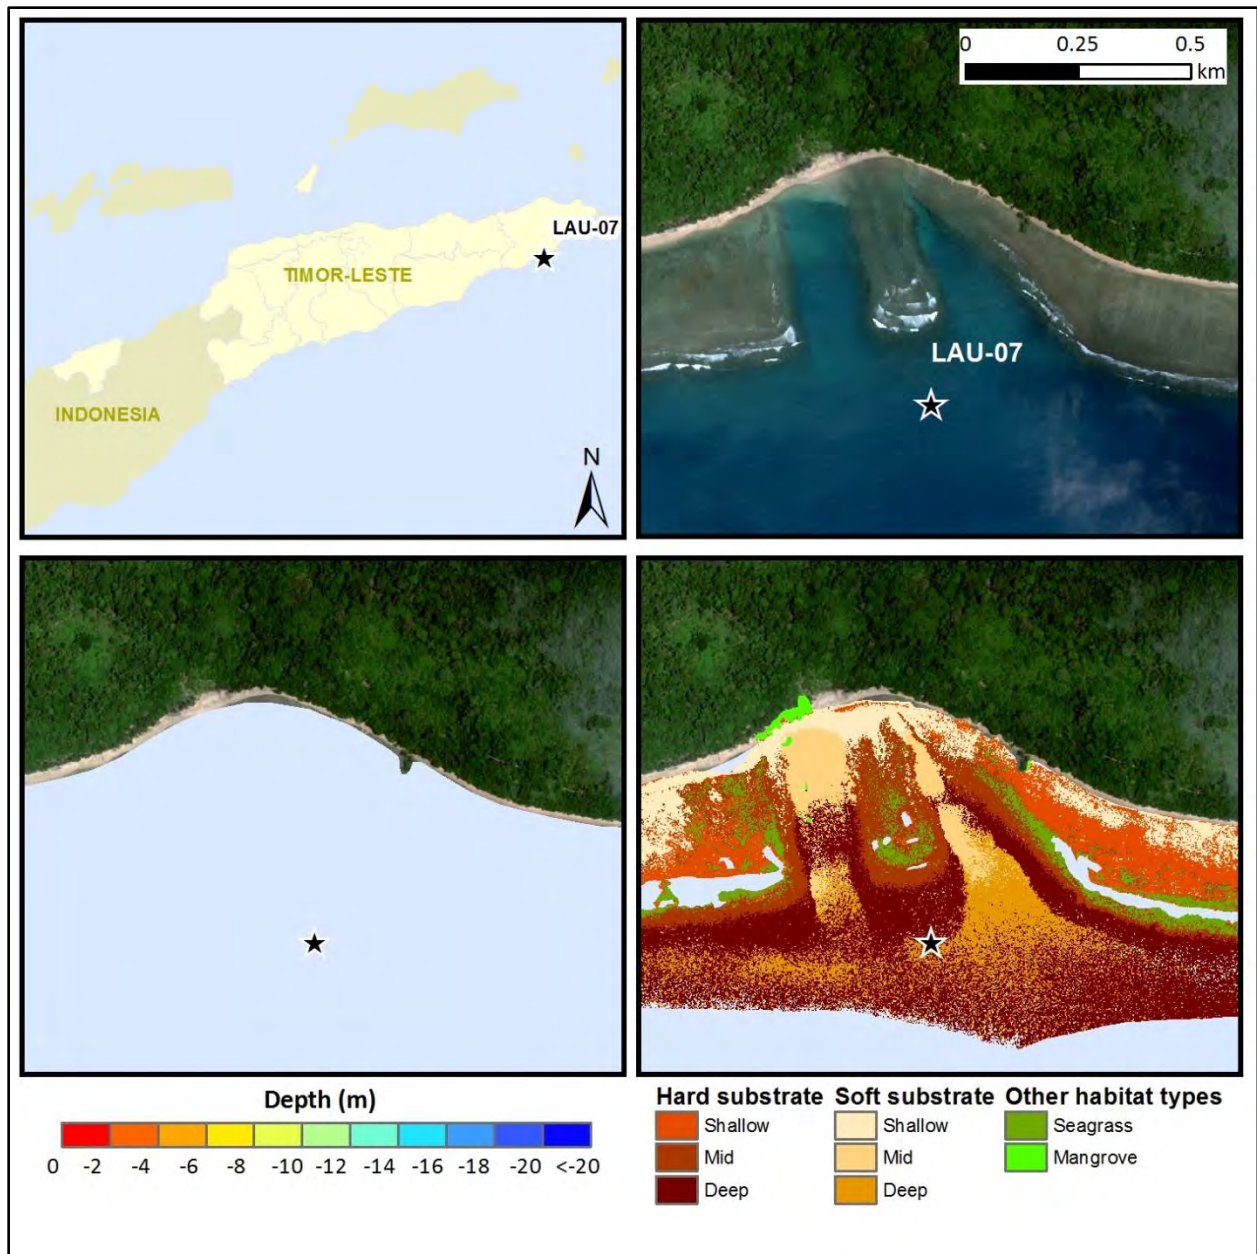 LAU-07
TIMOR-LESTE
INDONESIA
N
0 0.25 0.5
km
LAU-07
Depth (m)
0 -2 -4 -6 -8 -10 -12 -14 -16 -18 -20 <-20
Hard substrate Soft substrate Other habitat types
Shallow Shallow Seagrass
Mid Mid Mangrove
Deep Deep